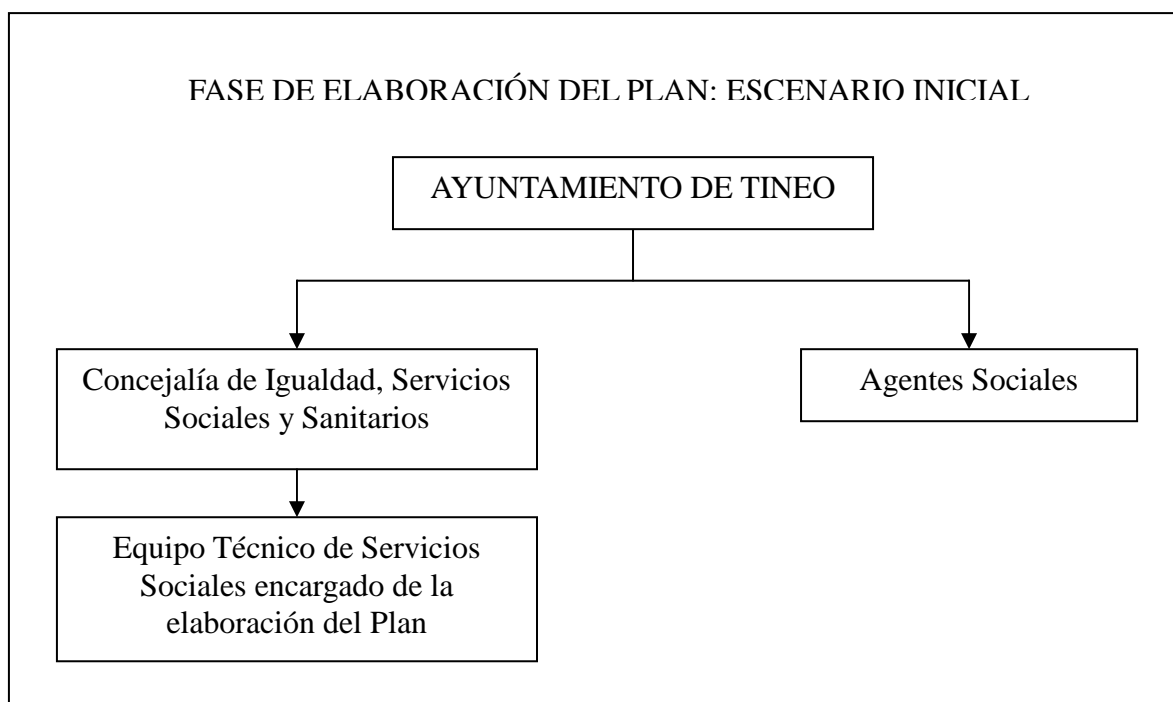 FASE DE ELABORACIÓN DEL PLAN: ESCENARIO INICIAL
AYUNTAMIENTO DE TINEO
Concejalía de Igualdad, Servicios
Sociales y Sanitarios
Agentes Sociales
Equipo Técnico de Servicios
Sociales encargado de la
elaboración del Plan